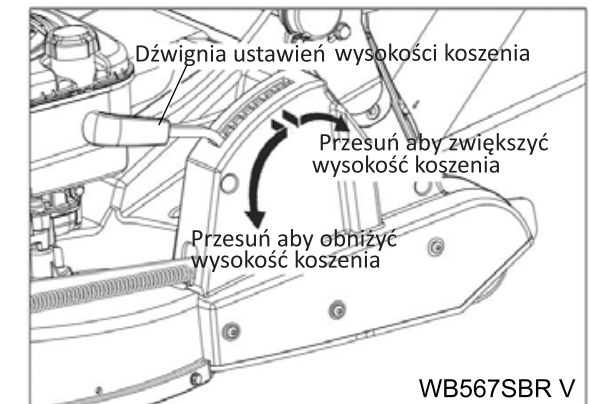 Dźwignia ustawień wysokości koszenia
Przesuń aby zwiększyć
wysokość koszenia
Przesuń aby obniżyć
wysokość koszenia
WB567SBR V